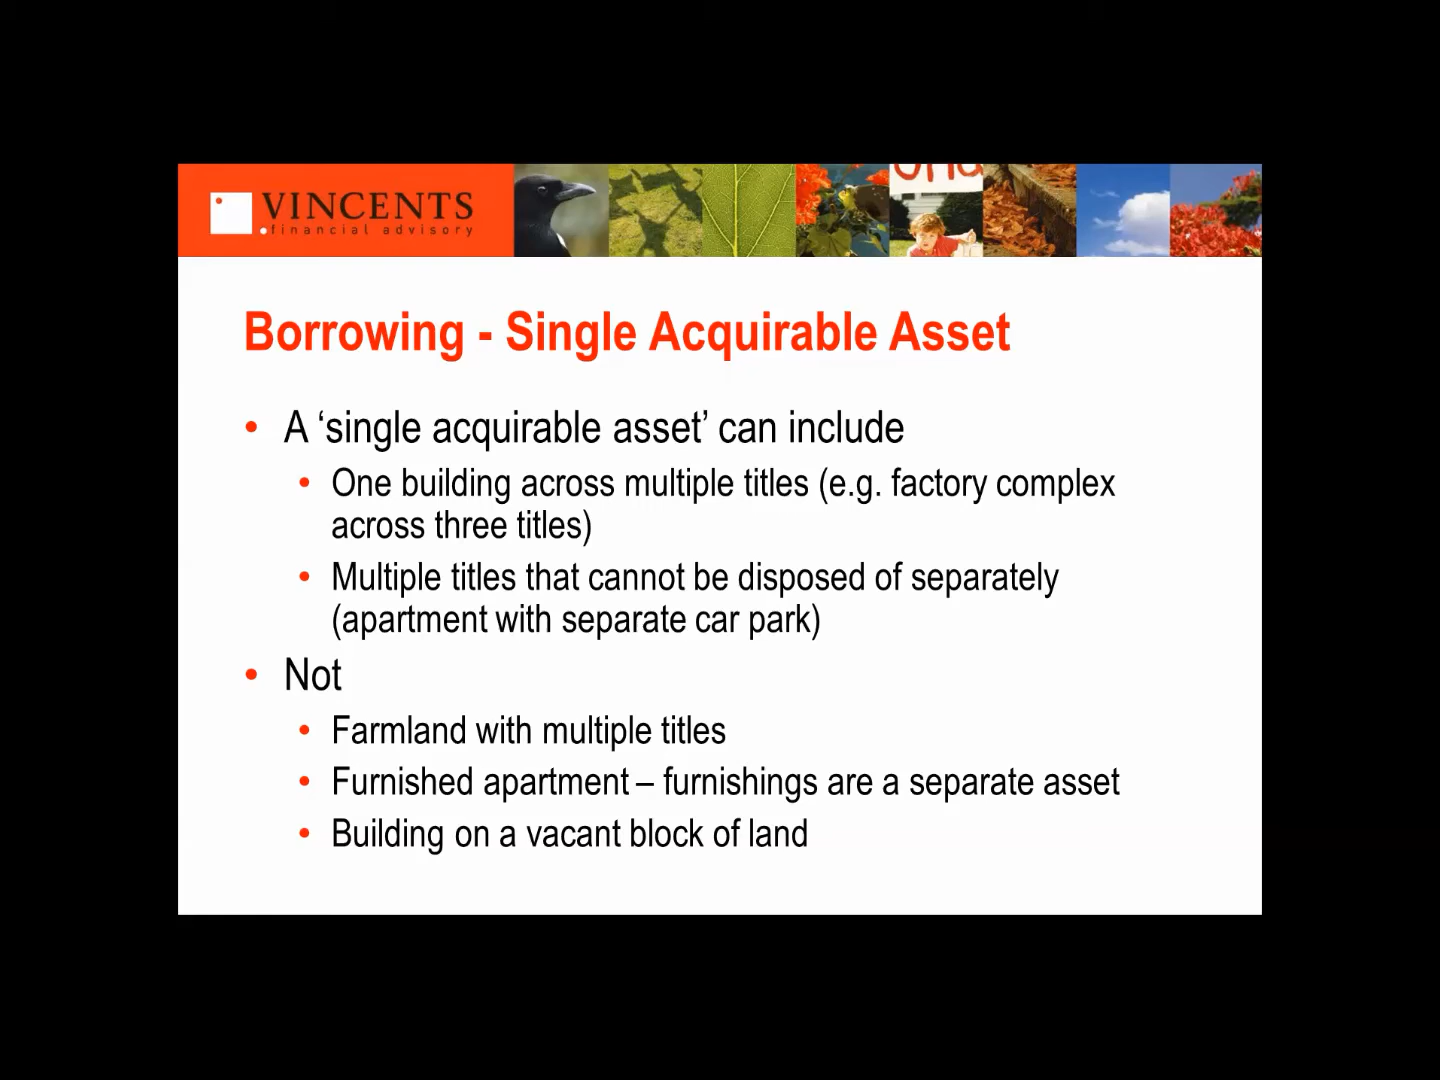 VINCENTS
financial advisory
Borrowing - Single Acquirable Asset
• A ‘single acquirable asset’ can include
• One building across multiple titles (e.g. factory complex
across three titles)
• Multiple titles that cannot be disposed of separately
(apartment with separate car park)
• Not
• Farmland with multiple titles
• Furnished apartment – furnishings are a separate asset
• Building on a vacant block of land